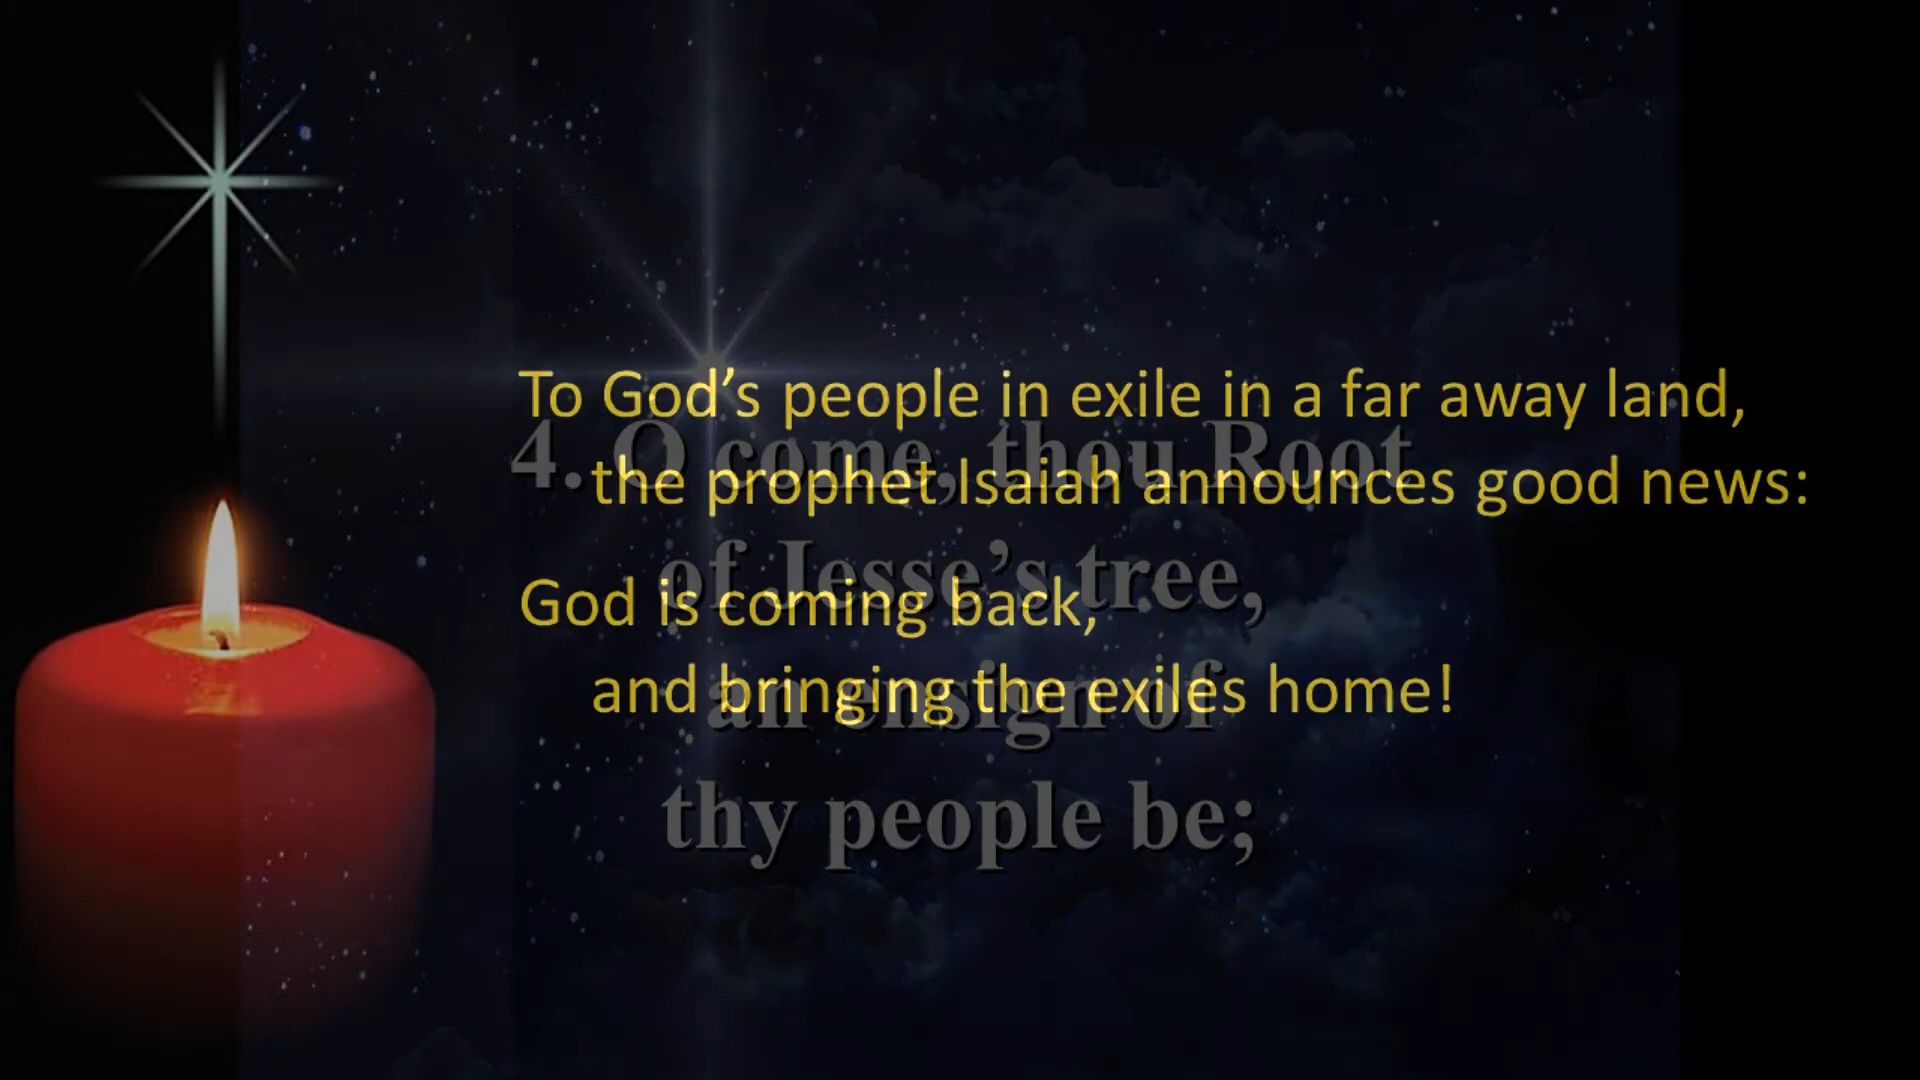 To God’s people in exile in a far away land,
the prophet Isaiah announces good news:
God is coming back,
and bringing the exiles home!
4. O come, thou Root
of Jesse’s tree,
an ensign of
thy people be;